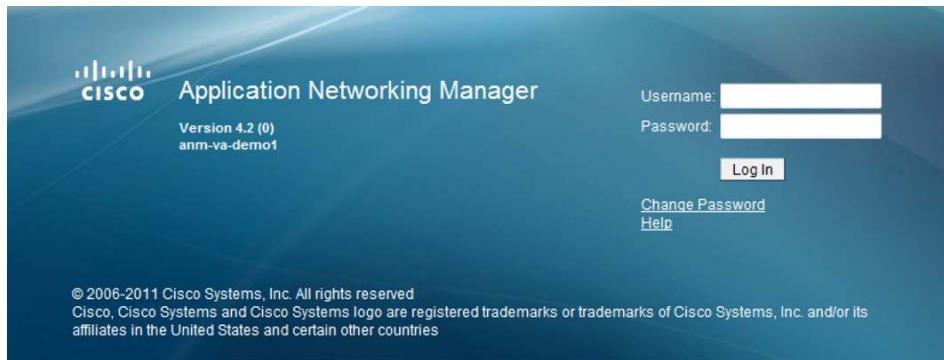 CISCO
Application Networking Manager
Version 4.2 (0)
anm-va-demo1
Username:
Password:
Log In
Change Password
Help
© 2006-2011 Cisco Systems, Inc. All rights reserved
Cisco, Cisco Systems and Cisco Systems logo are registered trademarks or trademarks of Cisco Systems, Inc. and/or its
affiliates in the United States and certain other countries